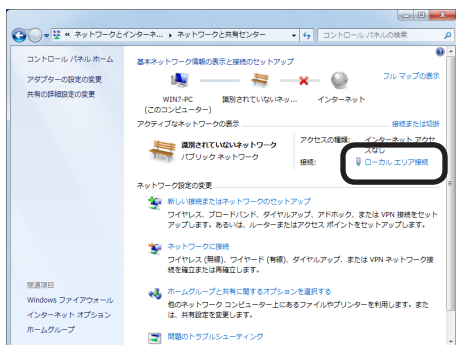 « ネットワークとインターネ... ▸ ネットワークと共有センター
コントロール パネルの検索
コントロール パネル ホーム
アダプターの設定の変更
共有の詳細設定の変更
基本ネットワーク情報の表示と接続のセットアップ
フル マップの表示
WIN7-PC
(このコンピューター)
識別されていないネッ...
インターネット
アクティブなネットワークの表示
接続または切断
識別されていないネットワーク
パブリック ネットワーク
アクセスの種類: インターネット アクセ
スなし
接続: ローカル エリア接続
ネットワーク設定の変更
新しい接続またはネットワークのセットアップ
ワイヤレス、ブロードバンド、ダイヤルアップ、アドホック、または VPN 接続をセット
アップします。あるいは、ルーターまたはアクセス ポイントをセットアップします。
ネットワークに接続
ワイヤレス (無線)、ワイヤード (有線)、ダイヤルアップ、または VPN ネットワーク接
続を確立または再確立します。
ホームグループと共有に関するオプションを選択する
他のネットワーク コンピューター上にあるファイルやプリンターを利用します。また
は、共有設定を変更します。
問題のトラブルシューティング
関連項目
Windows ファイアウォール
インターネット オプション
ホームグループ